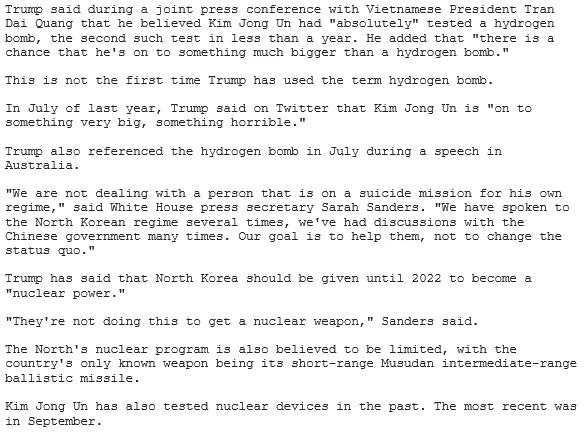 Trump said during a joint press conference with Vietnamese President Tran
Dai Quang that he believed Kim Jong Un had "absolutely" tested a hydrogen
bomb, the second such test in less than a year. He added that "there is a
chance that he's on to something much bigger than a hydrogen bomb."
This is not the first time Trump has used the term hydrogen bomb.
In July of last year, Trump said on Twitter that Kim Jong Un is "on to
something very big, something horrible."
Trump also referenced the hydrogen bomb in July during a speech in
Australia.
"We are not dealing with a person that is on a suicide mission for his own
regime," said White House press secretary Sarah Sanders. "We have spoken to
the North Korean regime several times, we've had discussions with the
Chinese government many times. Our goal is to help them, not to change the
status quo."
Trump has said that North Korea should be given until 2022 to become a
"nuclear power."
"They're not doing this to get a nuclear weapon," Sanders said.
The North's nuclear program is also believed to be limited, with the
country's only known weapon being its short-range Musudan intermediate-range
ballistic missile.
Kim Jong Un has also tested nuclear devices in the past. The most recent was
in September.